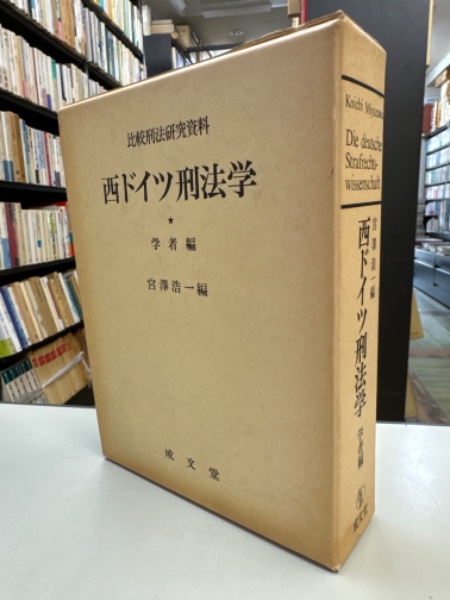 比較刑法研究資料
西ドイツ刑法学
★
学者編
宮澤浩一編
成文堂
Koichi Miyazawa
Die deutsche
Strafrechts-
wissenschaft
宮澤浩一編
西ドイツ刑法学
学者編
成文堂